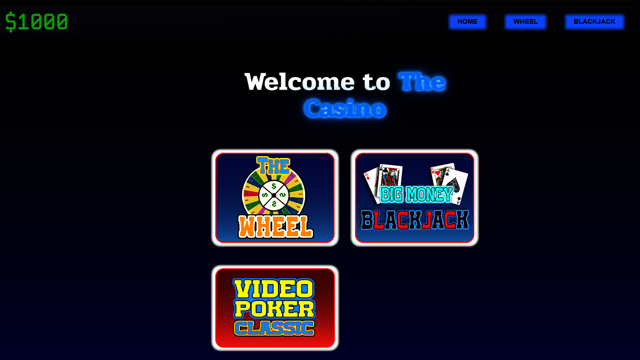 $1000
HOME
WHEEL
BLACKJACK
Welcome to The
Casino
THE
WHEEL
BIG MONEY
BLACKJACK
VIDEO
POKER
CLASSIC